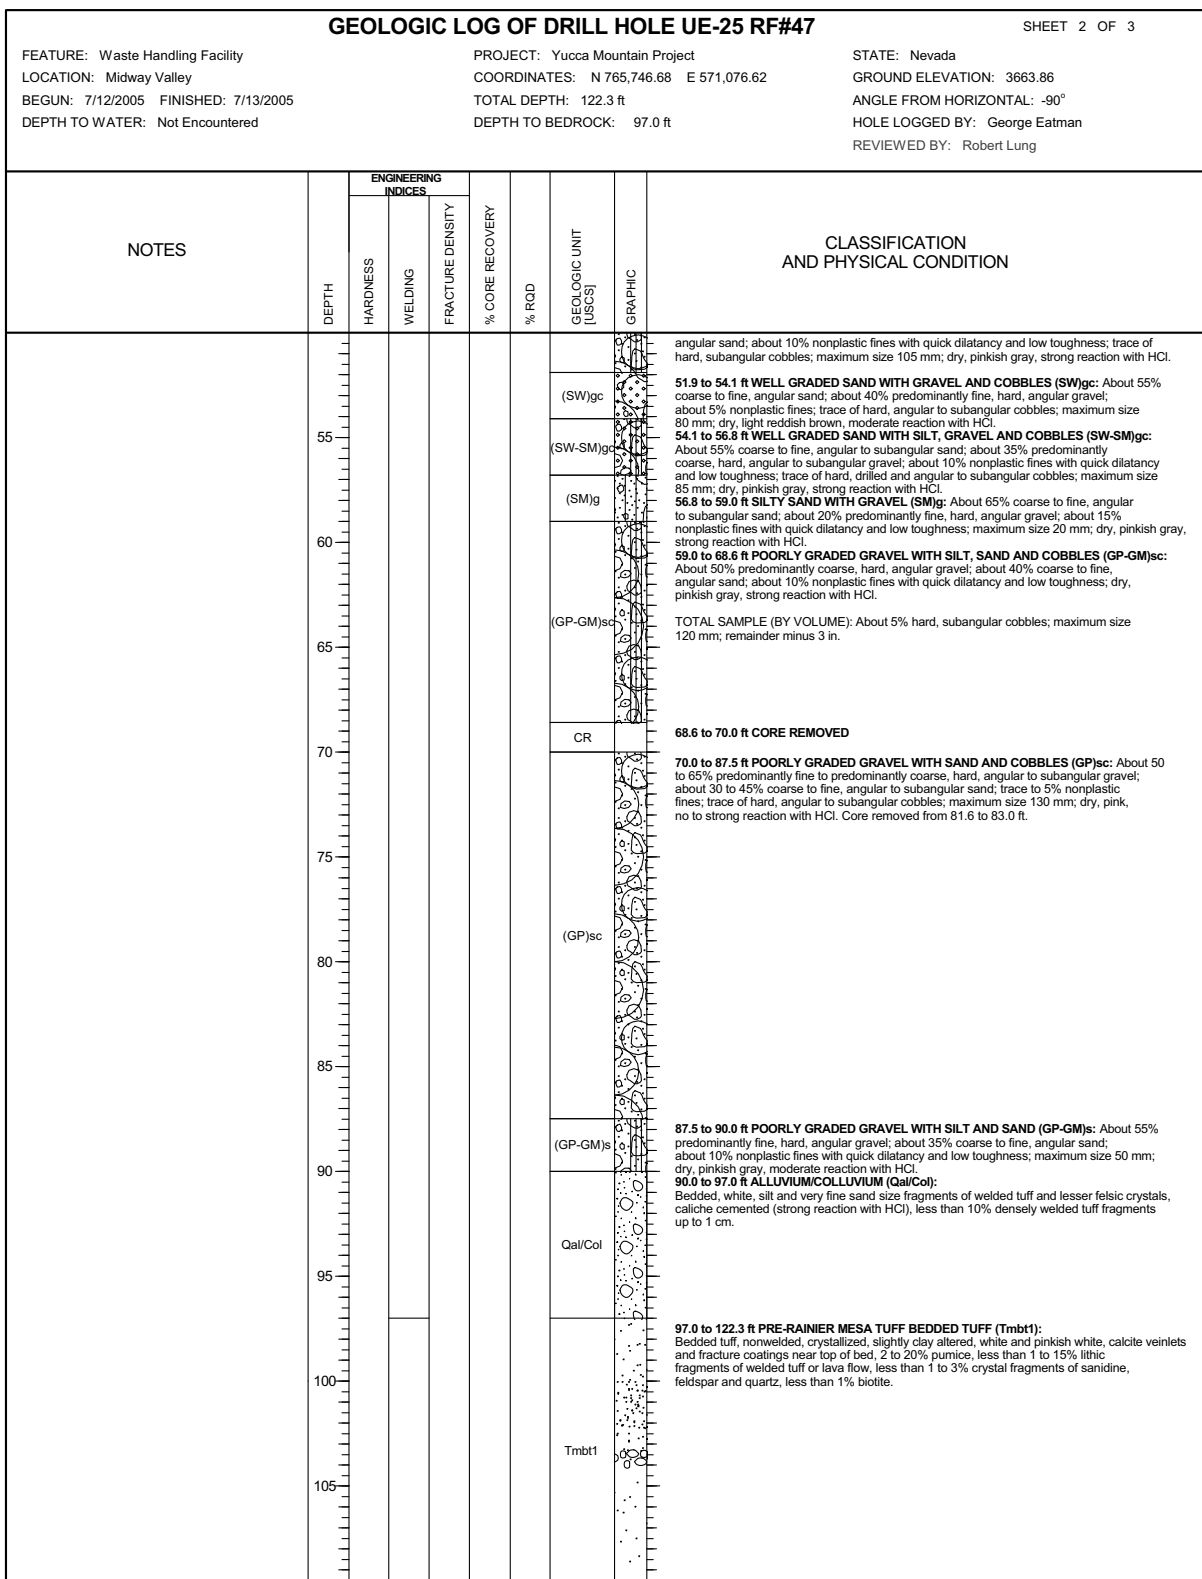 GEOLOGIC LOG OF DRILL HOLE UE-25 RF#47
SHEET 2 OF 3
FEATURE: Waste Handling Facility
LOCATION: Midway Valley
BEGUN: 7/12/2005 FINISHED: 7/13/2005
DEPTH TO WATER: Not Encountered
PROJECT: Yucca Mountain Project
COORDINATES: N 765,746.68 E 571,076.62
TOTAL DEPTH: 122.3 ft
DEPTH TO BEDROCK: 97.0 ft
STATE: Nevada
GROUND ELEVATION: 3663.86
ANGLE FROM HORIZONTAL: -90°
HOLE LOGGED BY: George Eatman
REVIEWED BY: Robert Lung
NOTES
DEPTH
ENGINEERING
INDICES
HARDNESS
WELDING
FRACTURE DENSITY
% CORE RECOVERY
% RQD
GEOLOGIC UNIT
[USCS]
GRAPHIC
CLASSIFICATION
AND PHYSICAL CONDITION
angular sand; about 10% nonplastic fines with quick dilatancy and low toughness; trace of
hard, subangular cobbles; maximum size 105 mm; dry, pinkish gray, strong reaction with HCl.
(SW)gc
51.9 to 54.1 ft WELL GRADED SAND WITH GRAVEL AND COBBLES (SW)gc: About 55%
coarse to fine, angular sand; about 40% predominantly fine, hard, angular gravel;
about 5% nonplastic fines; trace of hard, angular to subangular cobbles; maximum size
80 mm; dry, light reddish brown, moderate reaction with HCl.
55
(SW-SM)gc
54.1 to 56.8 ft WELL GRADED SAND WITH SILT, GRAVEL AND COBBLES (SW-SM)gc:
About 55% coarse to fine, angular to subangular sand; about 35% predominantly
coarse, hard, angular to subangular gravel; about 10% nonplastic fines with quick dilatancy
and low toughness; trace of hard, drilled and angular to subangular cobbles; maximum size
85 mm; dry, pinkish gray, strong reaction with HCl.
(SM)g
56.8 to 59.0 ft SILTY SAND WITH GRAVEL (SM)g: About 65% coarse to fine, angular
to subangular sand; about 20% predominantly fine, hard, angular gravel; about 15%
nonplastic fines with quick dilatancy and low toughness; maximum size 20 mm; dry, pinkish gray,
strong reaction with HCl.
60
(GP-GM)sc
59.0 to 68.6 ft POORLY GRADED GRAVEL WITH SILT, SAND AND COBBLES (GP-GM)sc:
About 50% predominantly coarse, hard, angular gravel; about 40% coarse to fine,
angular sand; about 10% nonplastic fines with quick dilatancy and low toughness; dry,
pinkish gray, strong reaction with HCl.
TOTAL SAMPLE (BY VOLUME): About 5% hard, subangular cobbles; maximum size
120 mm; remainder minus 3 in.
65
CR
68.6 to 70.0 ft CORE REMOVED
70
70.0 to 87.5 ft POORLY GRADED GRAVEL WITH SAND AND COBBLES (GP)sc: About 50
to 65% predominantly fine to predominantly coarse, hard, angular to subangular gravel;
about 30 to 45% coarse to fine, angular to subangular sand; trace to 5% nonplastic
fines; trace of hard, angular to subangular cobbles; maximum size 130 mm; dry, pink,
no to strong reaction with HCl. Core removed from 81.6 to 83.0 ft.
75
(GP)sc
80
85
(GP-GM)s
87.5 to 90.0 ft POORLY GRADED GRAVEL WITH SILT AND SAND (GP-GM)s: About 55%
predominantly fine, hard, angular gravel; about 35% coarse to fine, angular sand;
about 10% nonplastic fines with quick dilatancy and low toughness; maximum size 50 mm;
dry, pinkish gray, moderate reaction with HCl.
90
90.0 to 97.0 ft ALLUVIUM/COLLUVIUM (Qal/Col):
Bedded, white, silt and very fine sand size fragments of welded tuff and lesser felsic crystals,
caliche cemented (strong reaction with HCl), less than 10% densely welded tuff fragments
up to 1 cm.
Qal/Col
95
97.0 to 122.3 ft PRE-RAINIER MESA TUFF BEDDED TUFF (Tmbt1):
Bedded tuff, nonwelded, crystallized, slightly clay altered, white and pinkish white, calcite veinlets
and fracture coatings near top of bed, 2 to 20% pumice, less than 1 to 15% lithic
fragments of welded tuff or lava flow, less than 1 to 3% crystal fragments of sanidine,
feldspar and quartz, less than 1% biotite.
100
Tmbt1
105